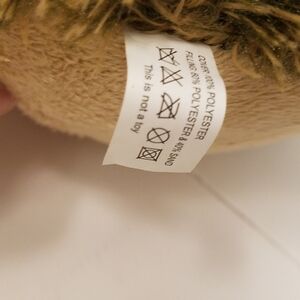 COVER 100% POLYESTER
FILLING 60% POLYESTER & 40% SAND
This is not a toy